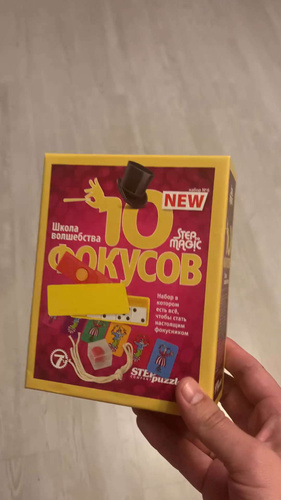 набор №6
NEW
10
STEP
MAGIC
Школа
волшебства
ФОКУСОВ
Набор в
котором
есть всё,
чтобы стать
настоящим
фокусником
7+
STEP puzzle